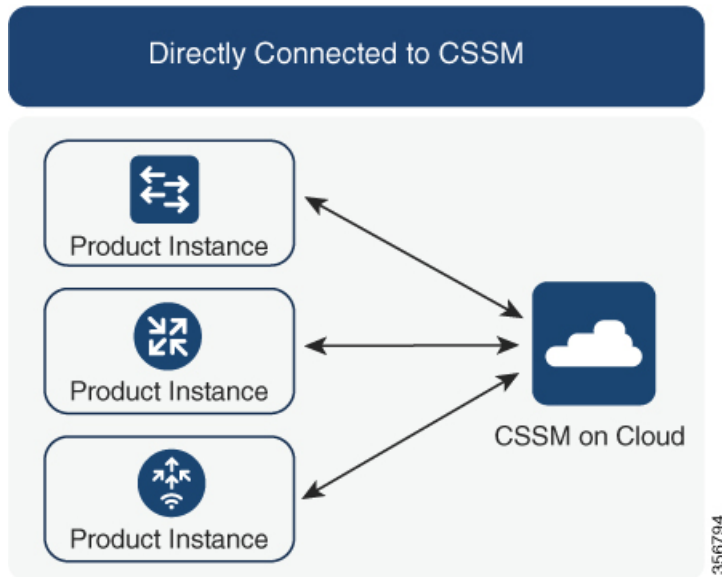 Directly Connected to CSSM
Product Instance
Product Instance
CSSM on Cloud
Product Instance
356794